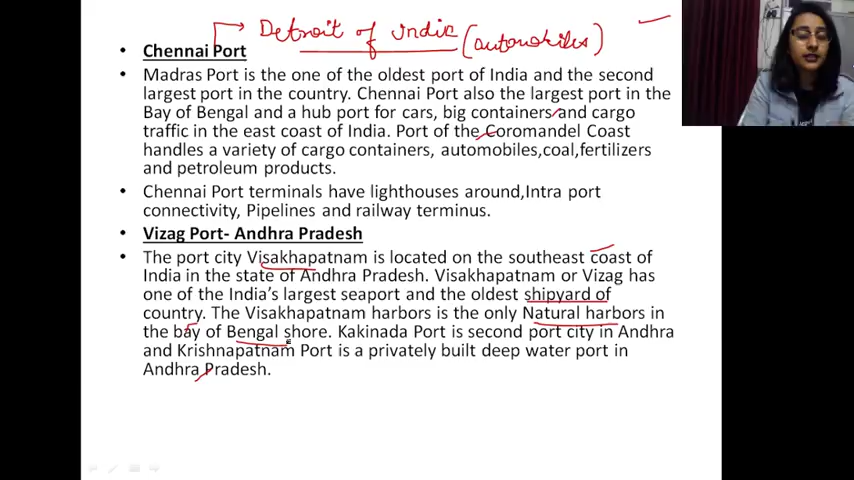 Detroit of india (automobiles)
• Chennai Port
• Madras Port is the one of the oldest port of India and the second
largest port in the country. Chennai Port also the largest port in the
Bay of Bengal and a hub port for cars, big containers and cargo
traffic in the east coast of India. Port of the Coromandel Coast
handles a variety of cargo containers, automobiles,coal,fertilizers
and petroleum products.
• Chennai Port terminals have lighthouses around,Intra port
connectivity, Pipelines and railway terminus.
• Vizag Port- Andhra Pradesh
• The port city Visakhapatnam is located on the southeast coast of
India in the state of Andhra Pradesh. Visakhapatnam or Vizag has
one of the India's largest seaport and the oldest shipyard of
country. The Visakhapatnam harbors is the only Natural harbors in
the bay of Bengal shore. Kakinada Port is second port city in Andhra
and Krishnapatnam Port is a privately built deep water port in
Andhra Pradesh.